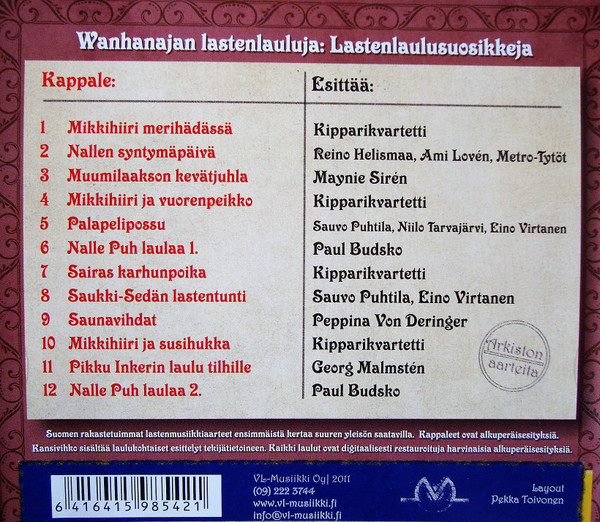 Wanhanajan lastenlauluja: Lastenlaulusuosikkeja
Kappale: Esittää:
1 Mikkihiiri merihädässä Kipparikvartetti
2 Nallen syntymäpäivä Reino Helismaa, Ami Lovén, Metro-Tytöt
3 Muumilaakson kevätjuhla Maynie Sirén
4 Mikkihiiri ja vuorenpeikko Kipparikvartetti
5 Palapelipossu Sauvo Puhtila, Niilo Tarvajärvi, Eino Virtanen
6 Nalle Puh laulaa 1. Paul Budsko
7 Sairas karhunpoika Kipparikvartetti
8 Saukki-Sedän lastentunti Sauvo Puhtila, Eino Virtanen
9 Saunavihdat Peppina Von Deringer
10 Mikkihiiri ja susihukka Kipparikvartetti
11 Pikku Inkerin laulu tilhille Georg Malmstén
12 Nalle Puh laulaa 2. Paul Budsko
Arkiston
aarteita
Suomen rakastetuimmat lastenmusiikkiaarteet ensimmäistä kertaa suuren yleisön saatavilla. Kappaleet ovat alkuperäisesityksiä.
Kansivihko sisältää laulukohtaiset esittelyt tekijätietoineen. Kaikki laulut ovat digitaalisesti restauroituja harvinaisia alkuperäisesityksiä.
6 416415 985421
VL-Musiikki Oy| 2011
(09) 222 3744
www.vl-musiikki.fi
info@vl-musiikki.fi
Layout
Pekka Toivonen